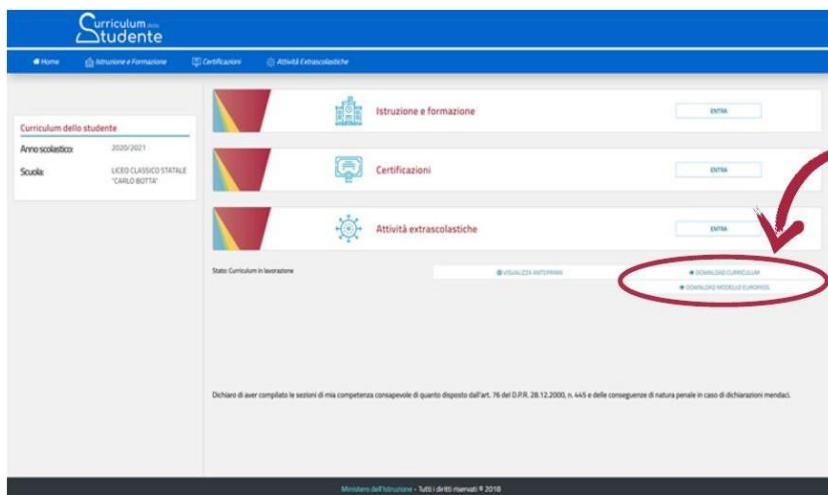 Curriculum dello
Studente
Home Istruzione e Formazione Certificazioni Attività Extrascolastiche
Curriculum dello studente
Anno scolastico: 2020/2021
Scuola: LICEO CLASSICO STATALE
"CARLO BOTTA"
Istruzione e formazione ENTRA
Certificazioni ENTRA
Attività extrascolastiche ENTRA
Stato: Curriculum in lavorazione VISUALIZZA ANTEPRIMA DOWNLOAD CURRICULUM
DOWNLOAD MODELLO EUROPASS
Dichiaro di aver compilato le sezioni di mia competenza consapevole di quanto disposto dall'art. 76 del D.P.R. 28.12.2000, n. 445 e delle conseguenze di natura penale in caso di dichiarazioni mendaci.
Ministero dell'Istruzione - Tutti i diritti riservati © 2018